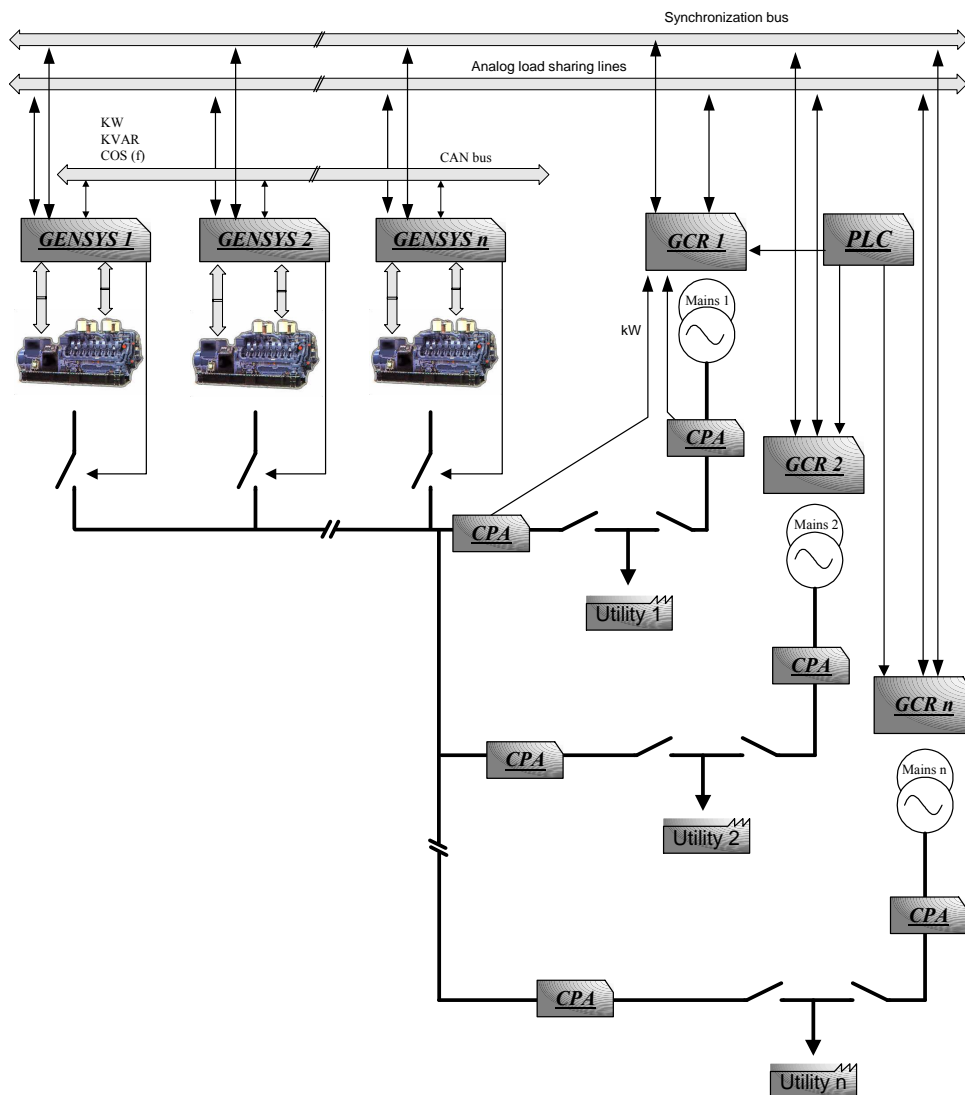 Synchronization bus
Analog load sharing lines
KW
KVAR
COS (f)
CAN bus
GENSYS 1
GENSYS 2
GENSYS n
GCR 1
PLC
Mains 1
kW
CPA
GCR 2
Mains 2
CPA
Utility 1
CPA
GCR n
CPA
Mains n
Utility 2
CPA
CPA
Utility n